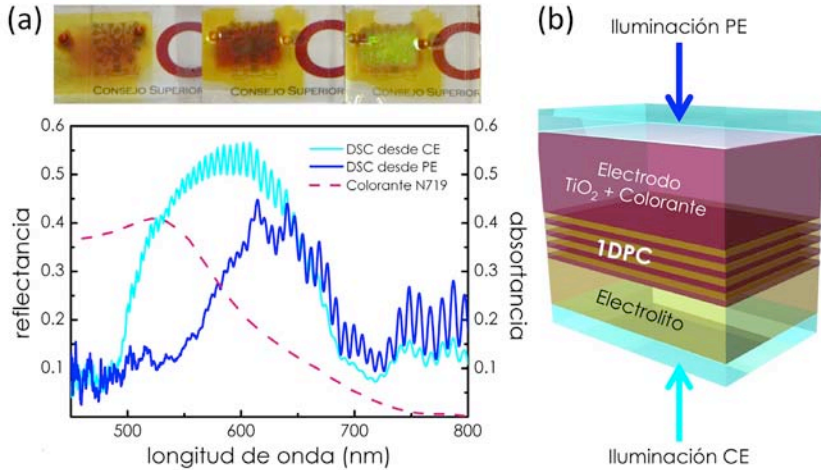 (a)
CONSEJO SUPERIOR CONSEJO SUPERIOR CONSEJO SUPERIOR
0.6
0.5
0.4
0.3
0.2
0.1
reflectancia
DSC desde CE
DSC desde PE
Colorante N719
0.6
0.5
0.4
0.3
0.2
0.1
absortancia
500 600 700 800
longitud de onda (nm)
(b)
Iluminación PE
Electrodo
TiO2 + Colorante
1DPC
Electrolito
Iluminación CE